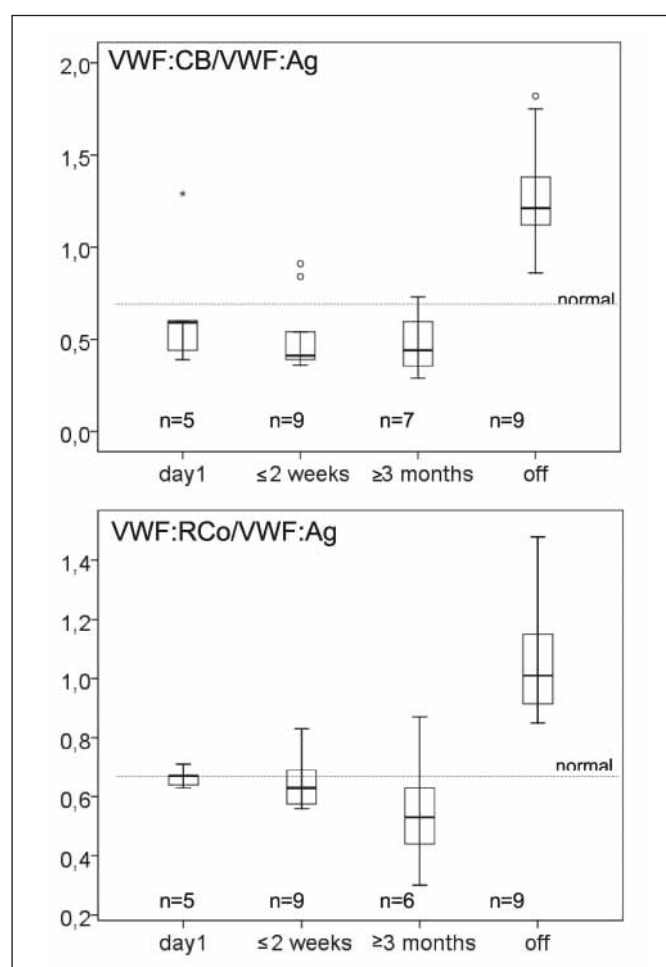 VWF:CB/VWF:Ag
2,0
1,5
1,0
0,5
0,0
*
normal
n=5 n=9 n=7 n=9
day1 ≤2 weeks ≥3 months off
VWF:RCo/VWF:Ag
1,4
1,2
1,0
0,8
0,6
0,4
0,2
normal
n=5 n=9 n=6 n=9
day1 ≤2 weeks ≥3 months off